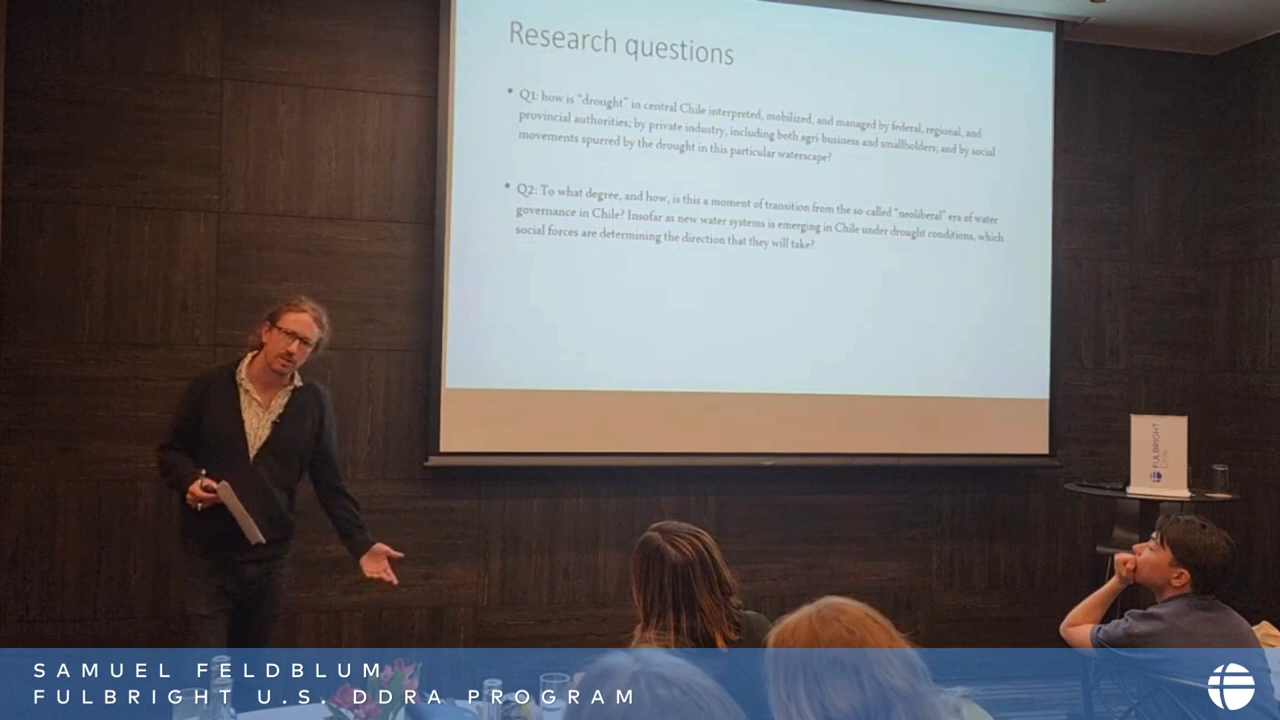 Research questions
• Q1: how is "drought" in central Chile interpreted, mobilized, and managed by federal, regional, and
provincial authorities; by private industry, including both agri-business and smallholders; and by social
movements spurred by the drought in this particular waterscape?
• Q2: To what degree, and how, is this a moment of transition from the so-called "neoliberal" era of water
governance in Chile? Insofar as new water systems is emerging in Chile under drought conditions, which
social forces are determining the direction that they will take?
FULBRIGHT
Chile
SAMUEL FELDBLUM
FULBRIGHT U.S. DDRA PROGRAM